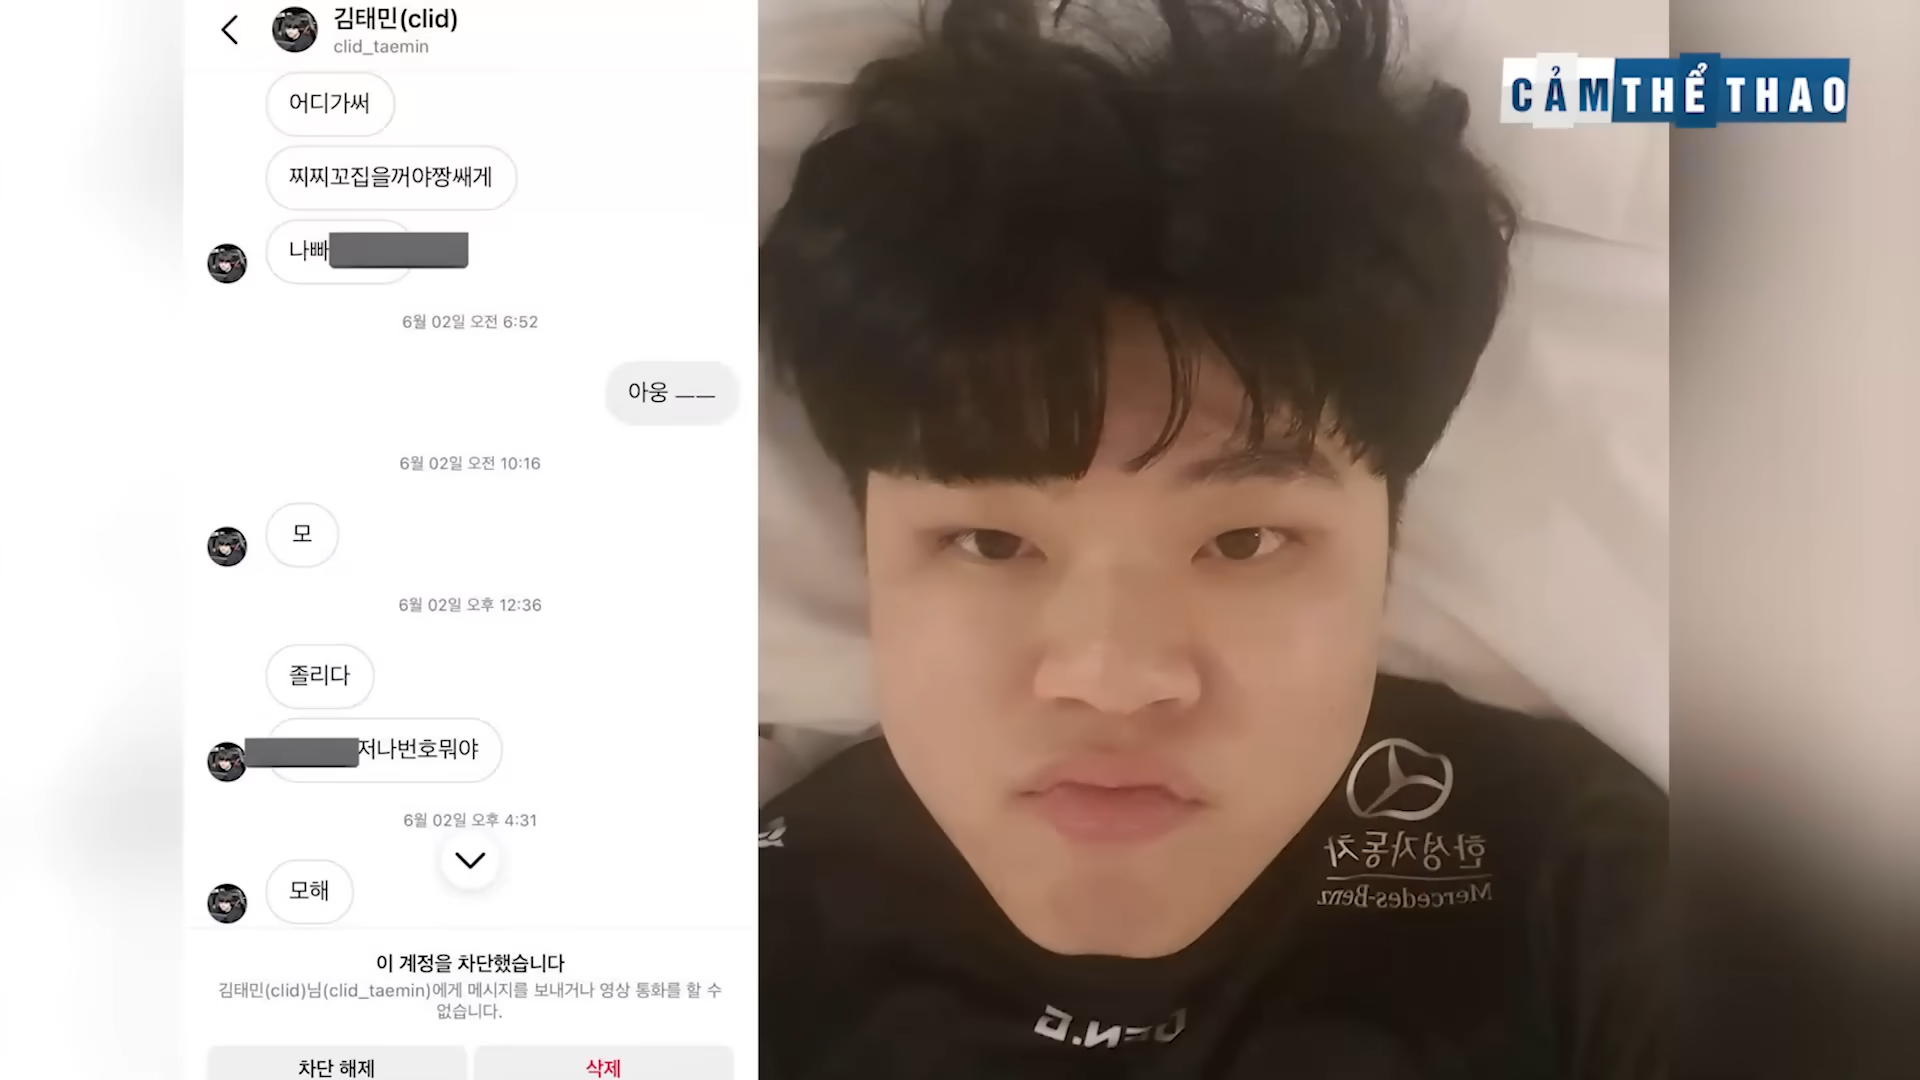 김태민(clid)
clid_taemin
어디가써
찌찌꼬집을꺼야짱쌔게
나빠
6월 02일 오전 6:52
아웅 ㅡㅡ
6월 02일 오전 10:16
모
6월 02일 오후 12:36
졸리다
저나번호뭐야
6월 02일 오후 4:31
모해
이 계정을 차단했습니다
김태민(clid)님(clid_taemin)에게 메시지를 보내거나 영상 통화를 할 수
없습니다.
차단 해제
삭제
CẢM THỂ THAO
한성자동차
Mercedes-Benz
GEN.G